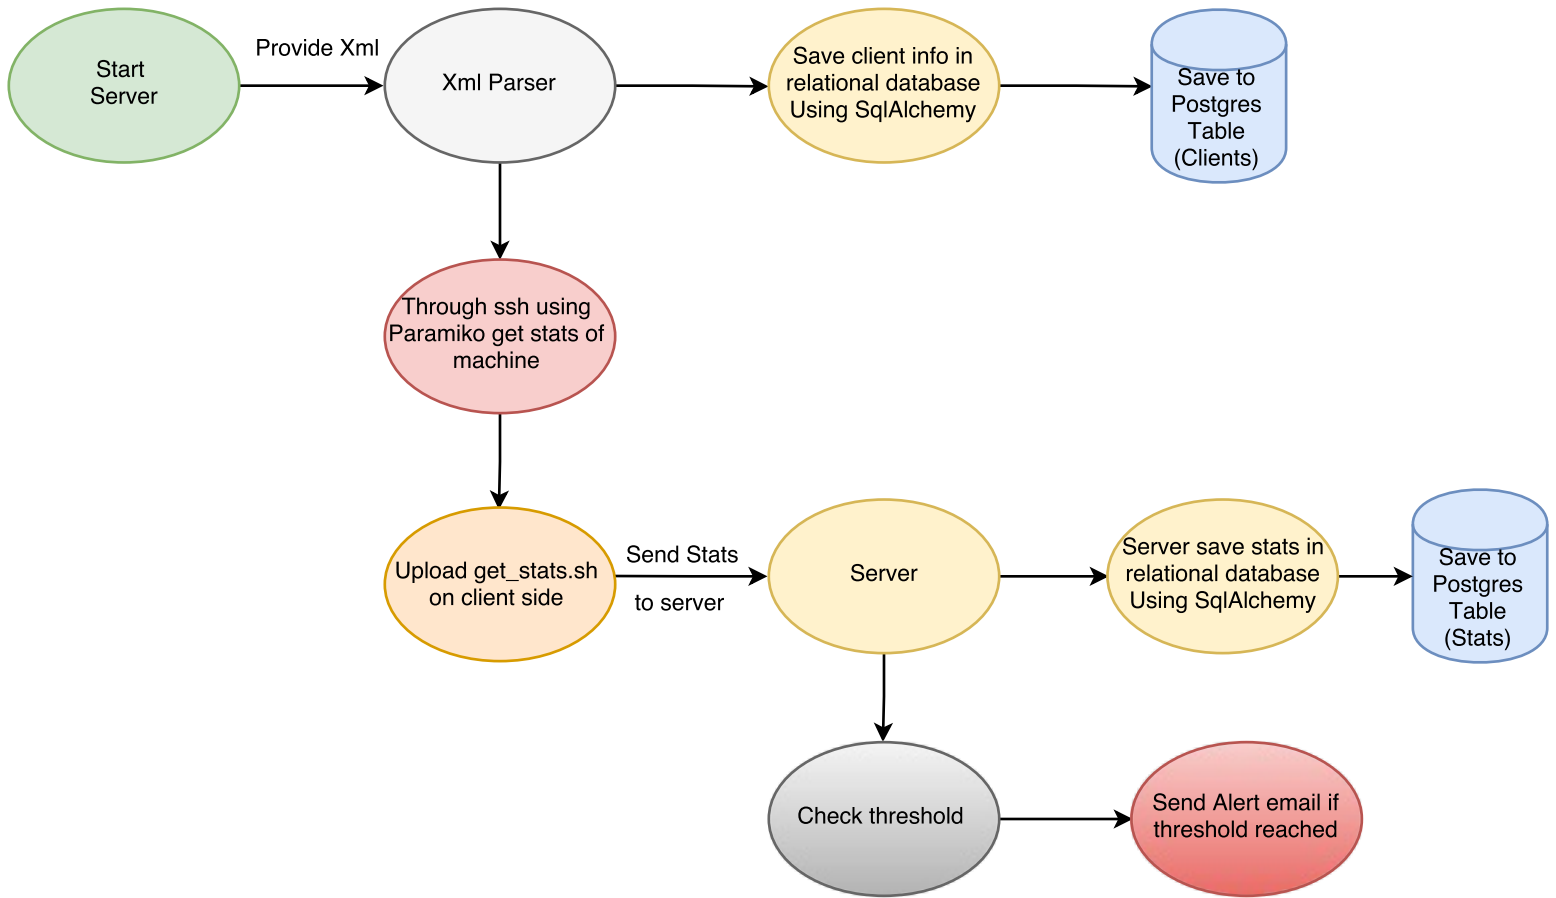 Start
Server
Provide Xml
Xml Parser
Save client info in
relational database
Using SqlAlchemy
Save to
Postgres
Table
(Clients)
Through ssh using
Paramiko get stats of
machine
Upload get_stats.sh
on client side
Send Stats
to server
Server
Server save stats in
relational database
Using SqlAlchemy
Save to
Postgres
Table
(Stats)
Check threshold
Send Alert email if
threshold reached